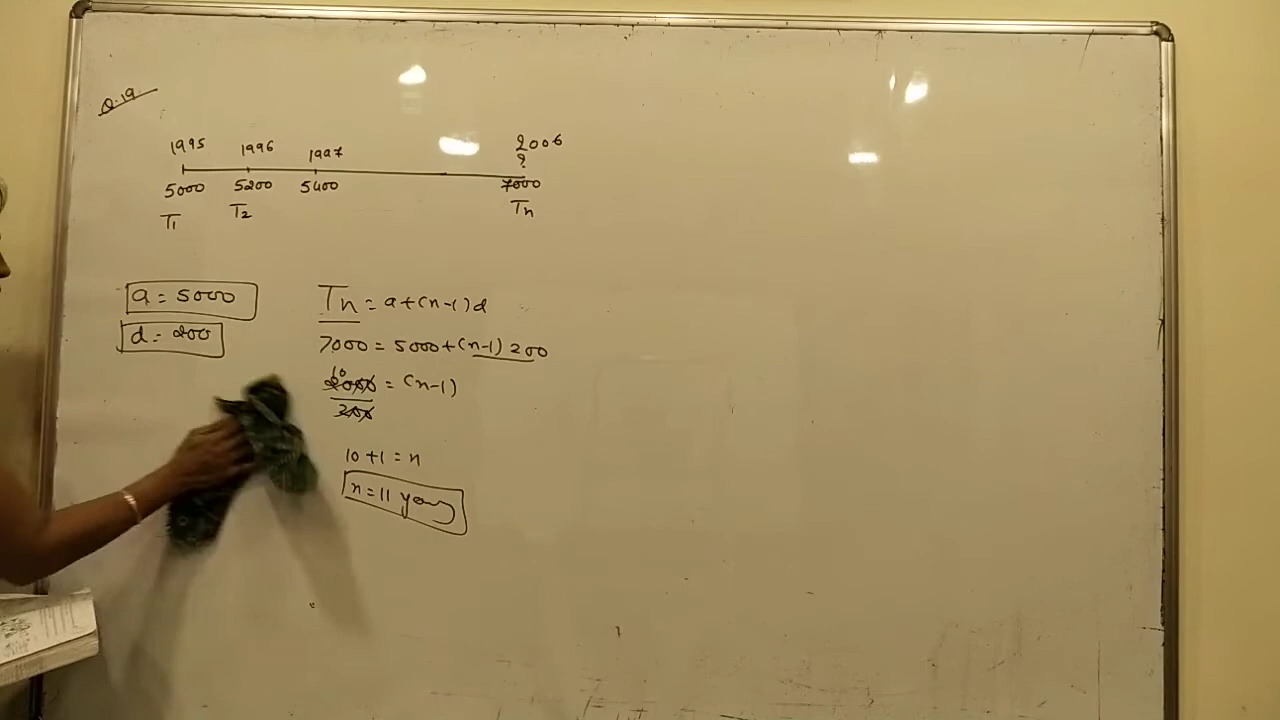 Q.19.
1995 1996 1997 2006
?
5000 5200 5400 7000
T1 T2 Tn
a = 5000
d = 200
Tn = a+(n-1)d
7000 = 5000+(n-1) 200
10
2000 = (n-1)
200
10 +1 = n
n = 11 years